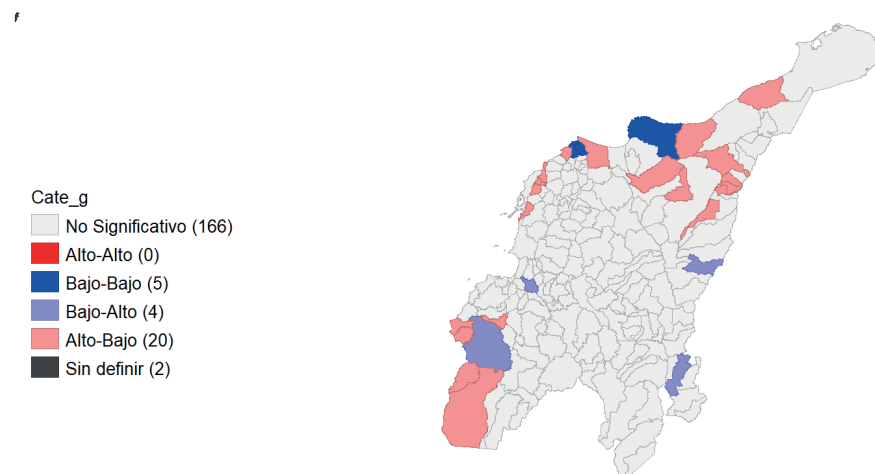 Cate_g
No Significativo (166)
Alto-Alto (0)
Bajo-Bajo (5)
Bajo-Alto (4)
Alto-Bajo (20)
Sin definir (2)